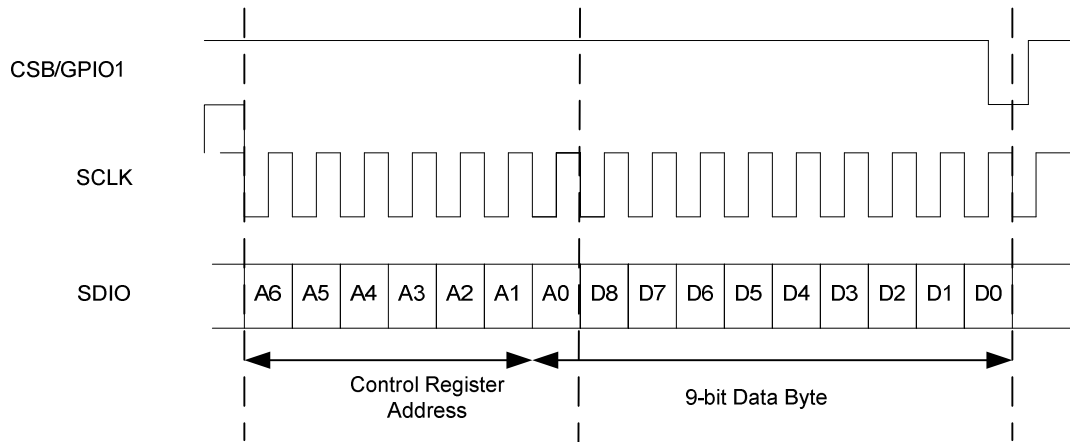 CSB/GPIO1
SCLK
SDIO
A6 A5 A4 A3 A2 A1 A0 D8 D7 D6 D5 D4 D3 D2 D1 D0
Control Register
Address
9-bit Data Byte